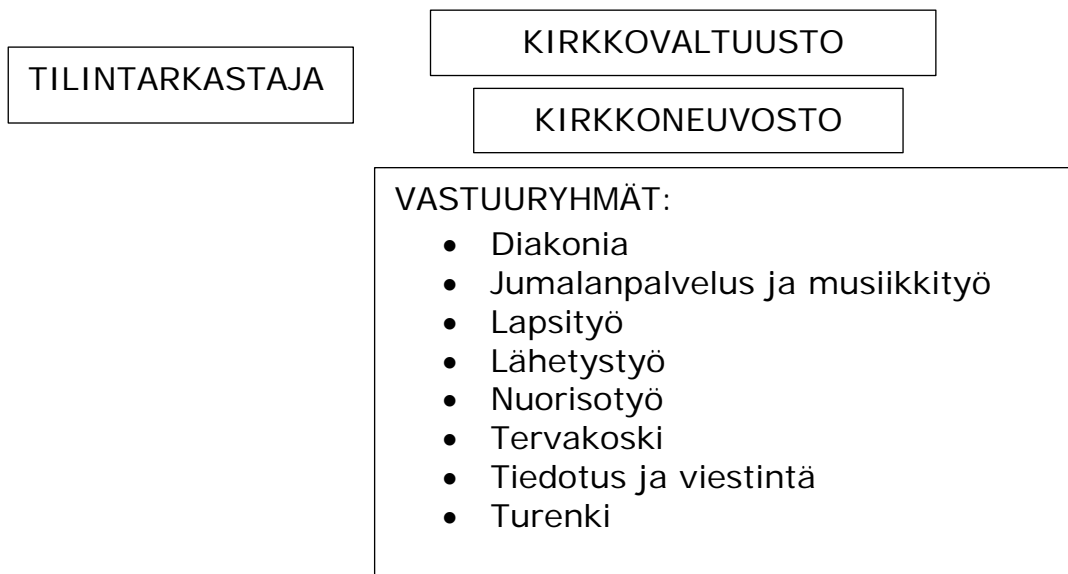 TILINTARKASTAJA
KIRKKOVALTUUSTO
KIRKKONEUVOSTO
VASTUURYHMÄT:
• Diakonia
• Jumalanpalvelus ja musiikkityö
• Lapsityö
• Lähetystyö
• Nuorisotyö
• Tervakoski
• Tiedotus ja viestintä
• Turenki